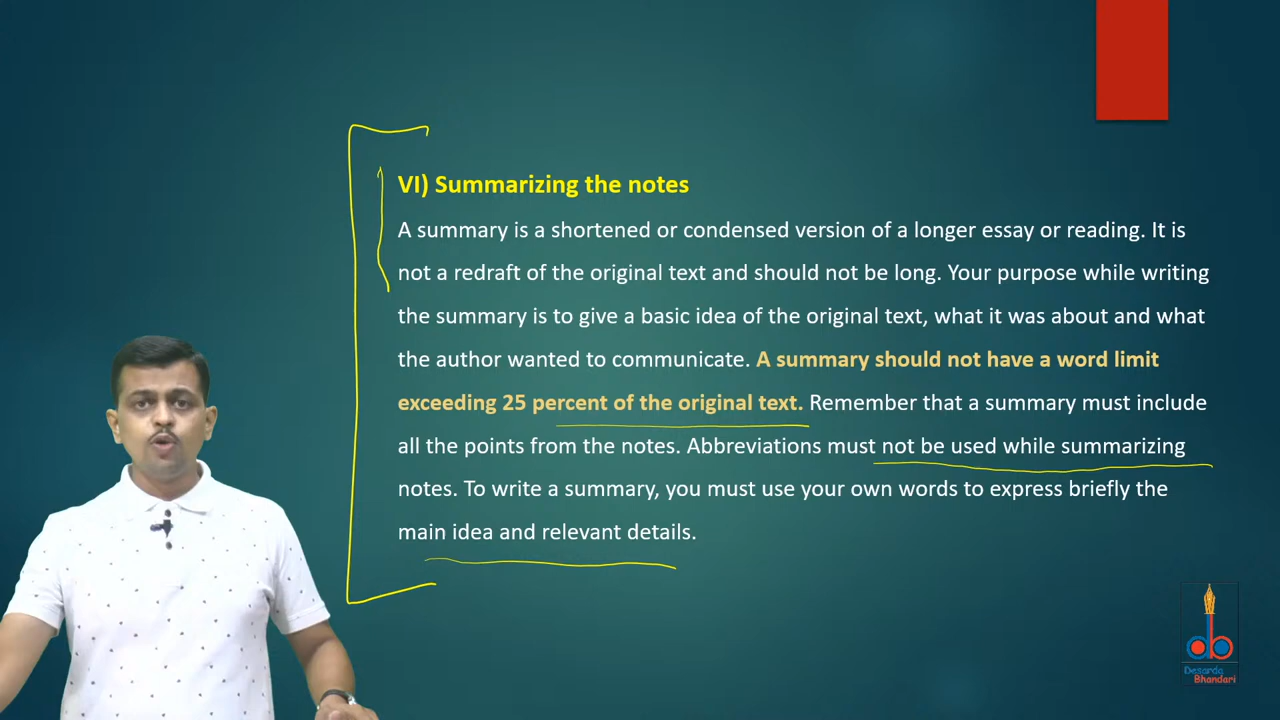 VI) Summarizing the notes
A summary is a shortened or condensed version of a longer essay or reading. It is
not a redraft of the original text and should not be long. Your purpose while writing
the summary is to give a basic idea of the original text, what it was about and what
the author wanted to communicate. A summary should not have a word limit
exceeding 25 percent of the original text. Remember that a summary must include
all the points from the notes. Abbreviations must not be used while summarizing
notes. To write a summary, you must use your own words to express briefly the
main idea and relevant details.
db
Desarda
Bhandari